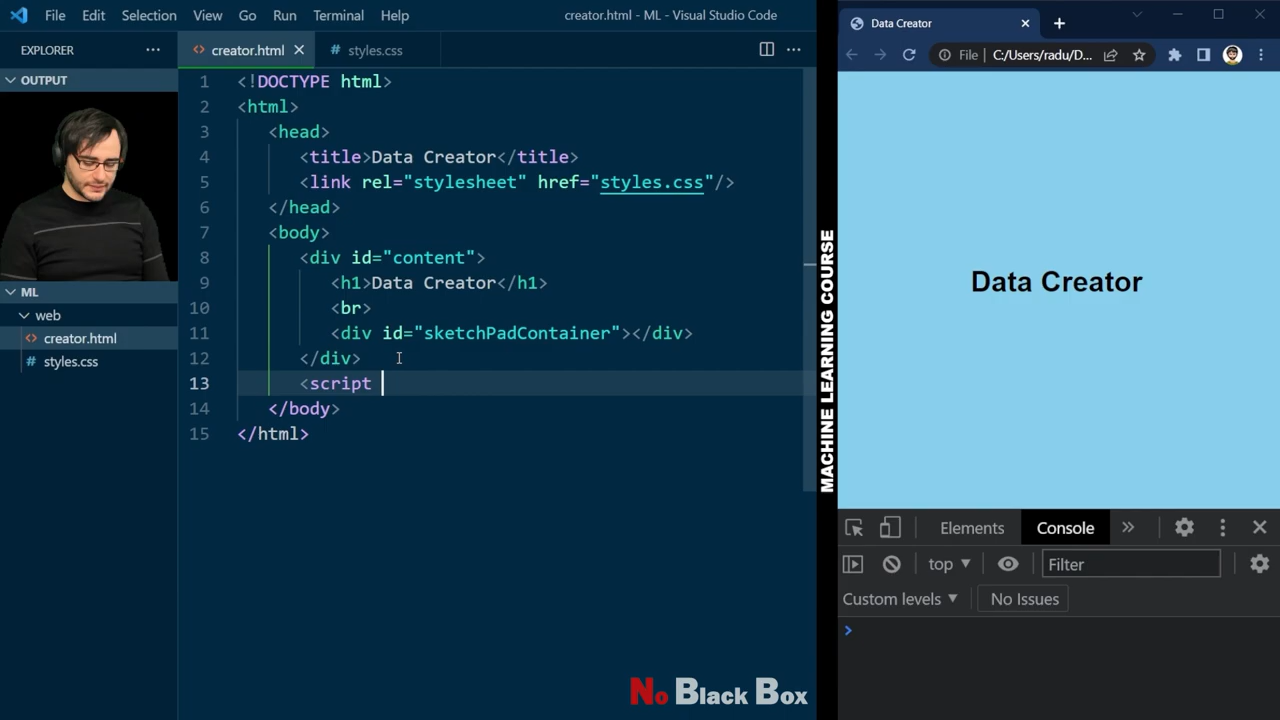 File Edit Selection View Go Run Terminal Help
creator.html - ML - Visual Studio Code
EXPLORER
OUTPUT
ML
web
creator.html
styles.css
creator.html
styles.css
1 <!DOCTYPE html>
2 <html>
3 <head>
4 <title>Data Creator</title>
5 <link rel="stylesheet" href="styles.css"/>
6 </head>
7 <body>
8 <div id="content">
9 <h1>Data Creator</h1>
10 <br>
11 <div id="sketchPadContainer"></div>
12 </div>
13 <script
14 </body>
15 </html>
No Black Box
MACHINE LEARNING COURSE
Data Creator
File C:/Users/radu/D...
Data Creator
Elements Console
top Filter
Custom levels No Issues